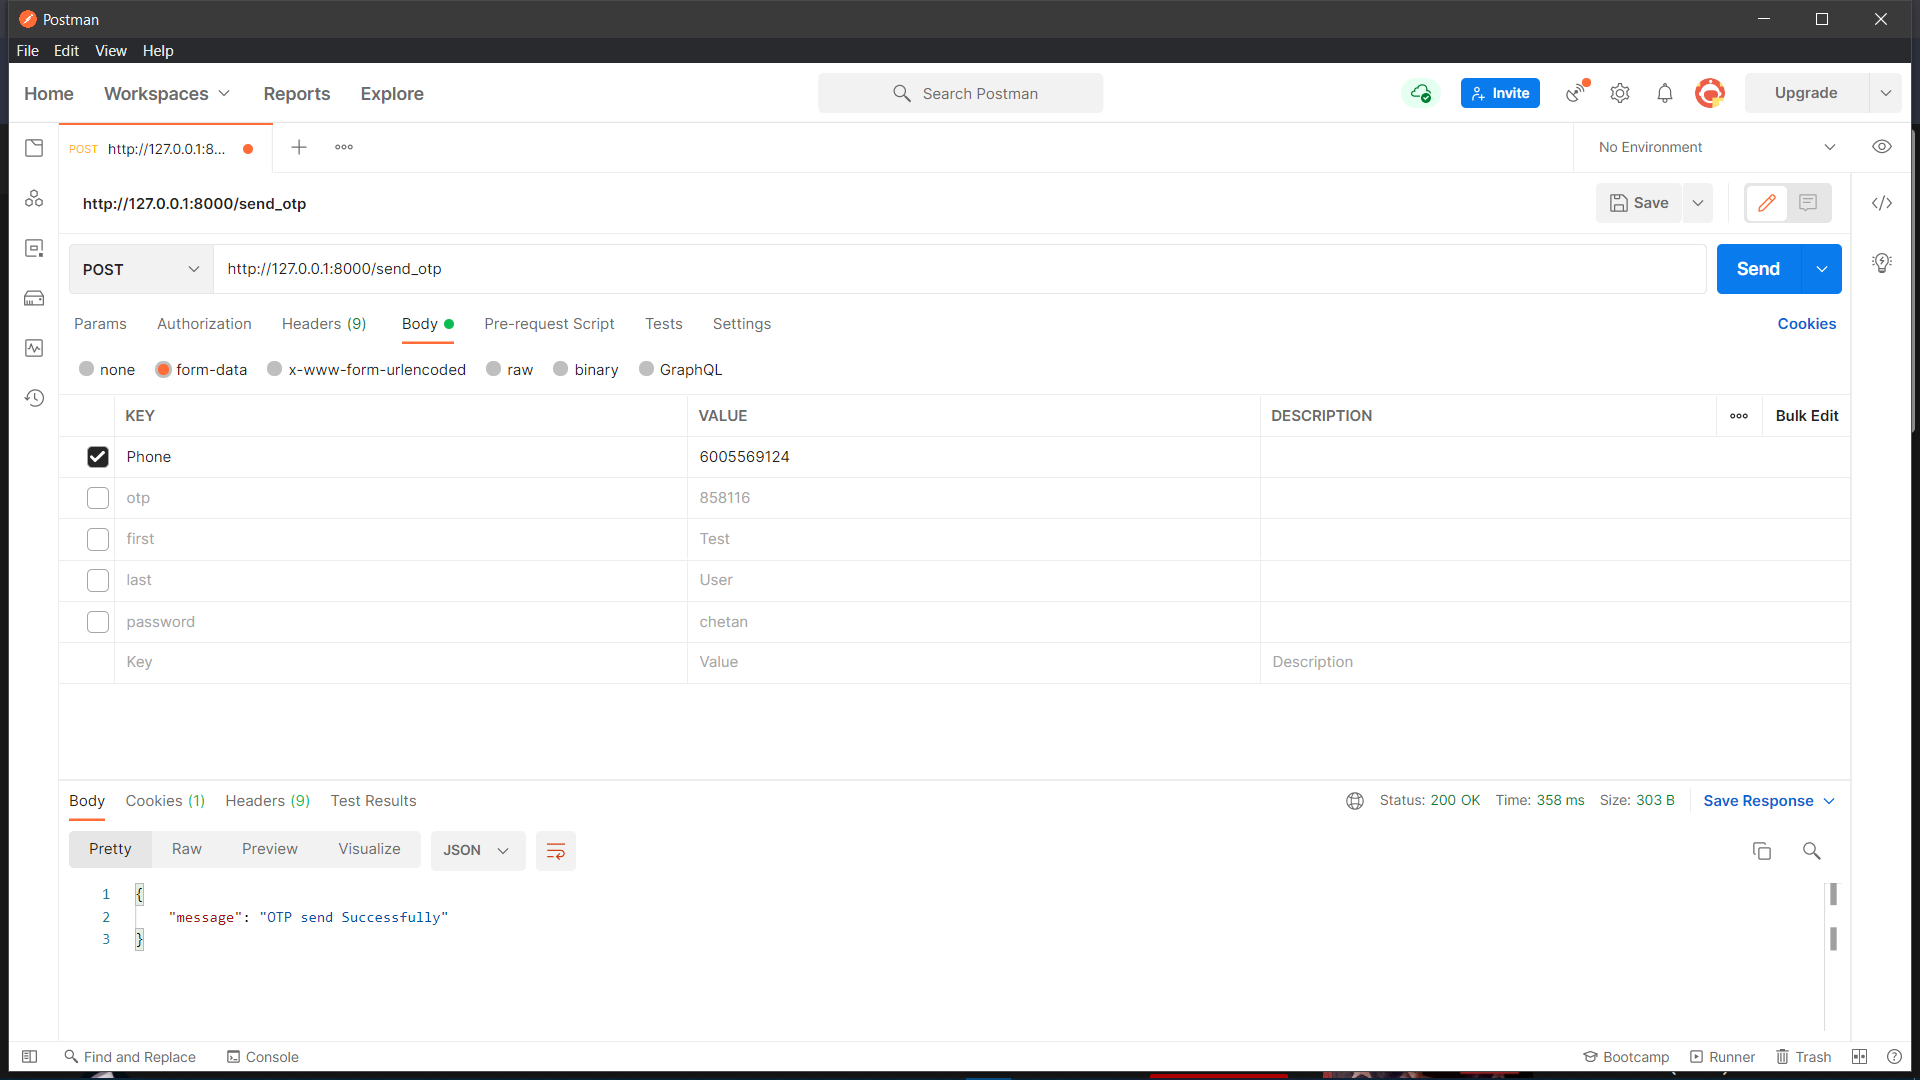 Postman
File Edit View Help
Home Workspaces Reports Explore Search Postman Invite Upgrade
POST http://127.0.0.1:8... No Environment
http://127.0.0.1:8000/send_otp Save
POST http://127.0.0.1:8000/send_otp Send
Params Authorization Headers (9) Body Pre-request Script Tests Settings Cookies
none form-data x-www-form-urlencoded raw binary GraphQL
KEY VALUE DESCRIPTION Bulk Edit
Phone 6005569124
otp 858116
first Test
last User
password chetan
Key Value Description
Body Cookies (1) Headers (9) Test Results Status: 200 OK Time: 358 ms Size: 303 B Save Response
Pretty Raw Preview Visualize JSON
1 {
2 "message": "OTP send Successfully"
3 }
Find and Replace Console Bootcamp Runner Trash